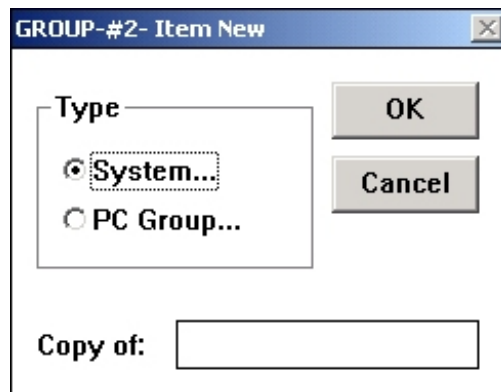 GROUP-#2- Item New
Type
OK
System...
Cancel
PC Group...
Copy of: